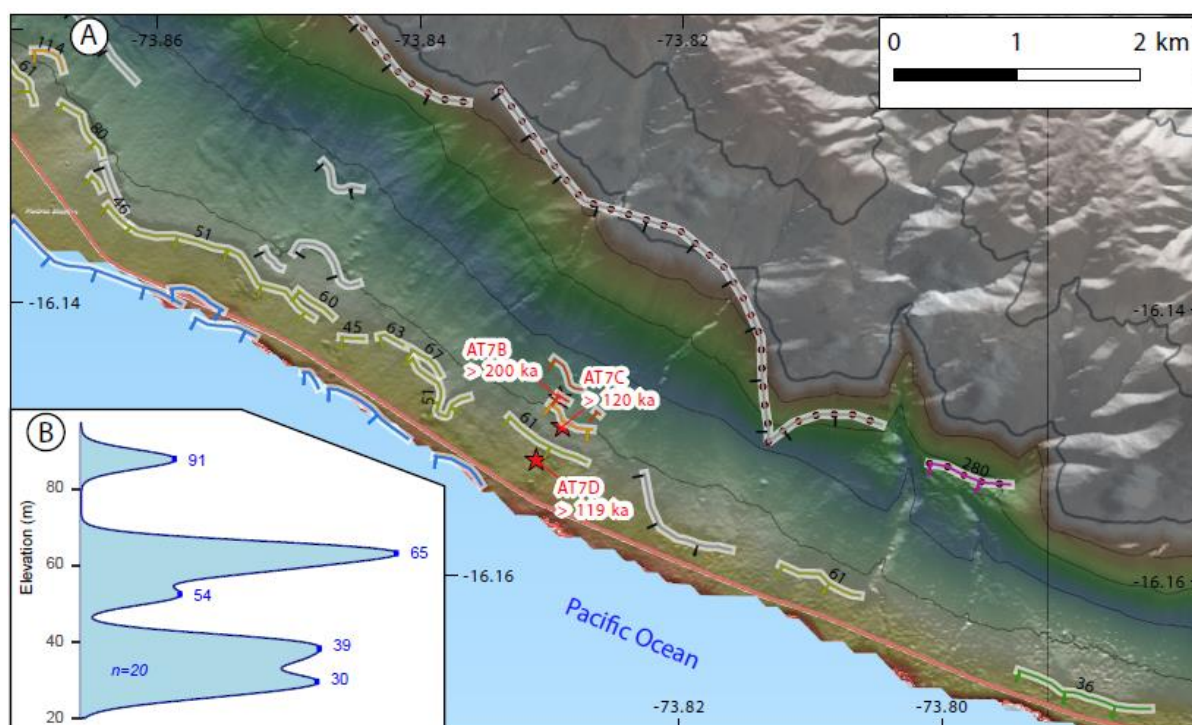 A
-73.86
-73.84
-73.82
0 1 2 km
114
61
80
46
51
-16.14
-16.14
60
45
63
67
51
AT7B
> 200 ka
AT7C
> 120 ka
61
AT7D
> 119 ka
280
61
36
-16.16
-16.16
Pacific Ocean
-73.82
-73.80
B
91
80
65
60
54
40
39
30
20
Elevation (m)
n=20